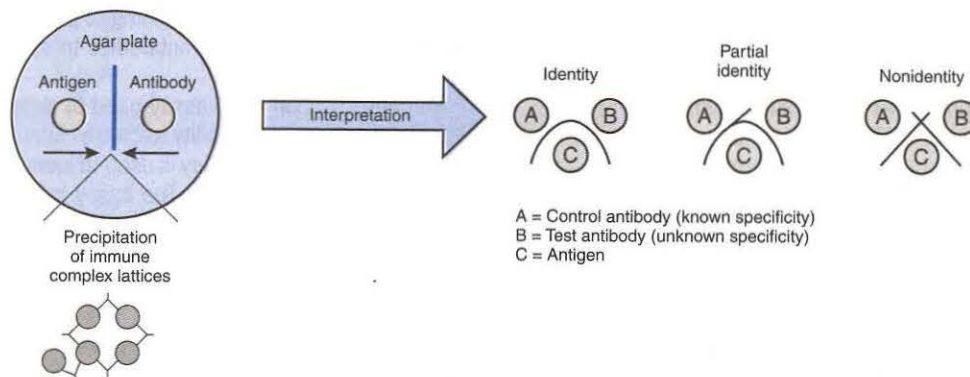 Agar plate
Antigen Antibody
Precipitation
of immune
complex lattices
Interpretation
Identity
A B
C
Partial
identity
A B
C
Nonidentity
A B
C
A = Control antibody (known specificity)
B = Test antibody (unknown specificity)
C = Antigen